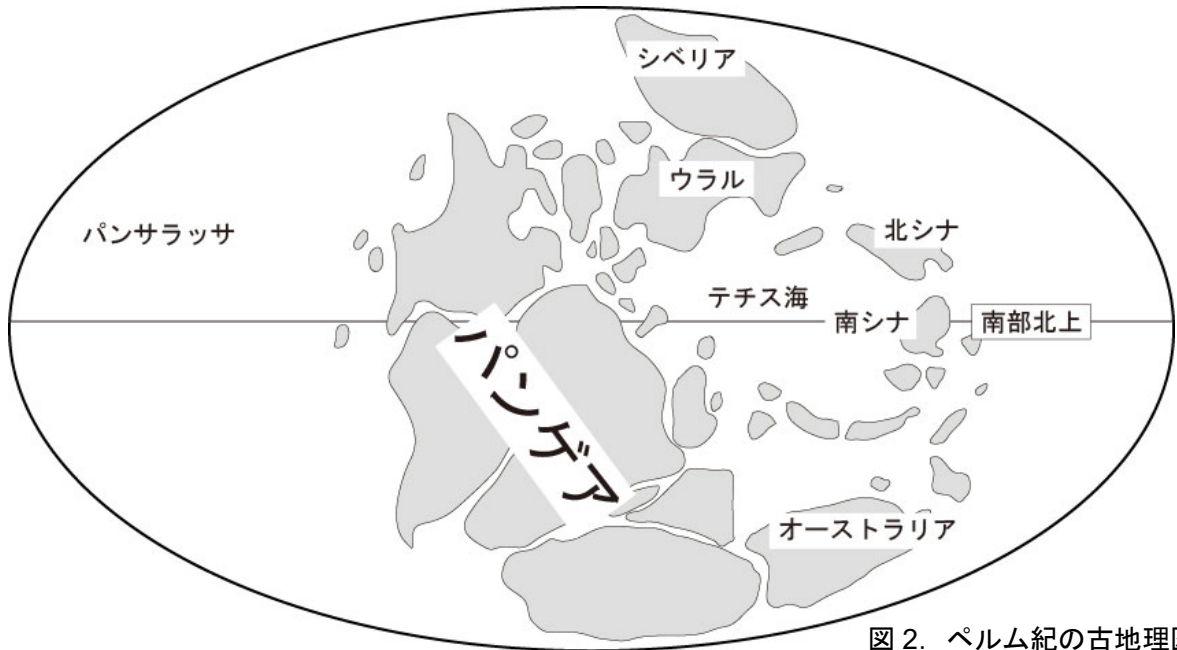 シベリア
ウラル
パンサラッサ
北シナ
テチス海
南シナ
南部北上
パンゲア
オーストラリア
図 2. ペルム紀の古地理